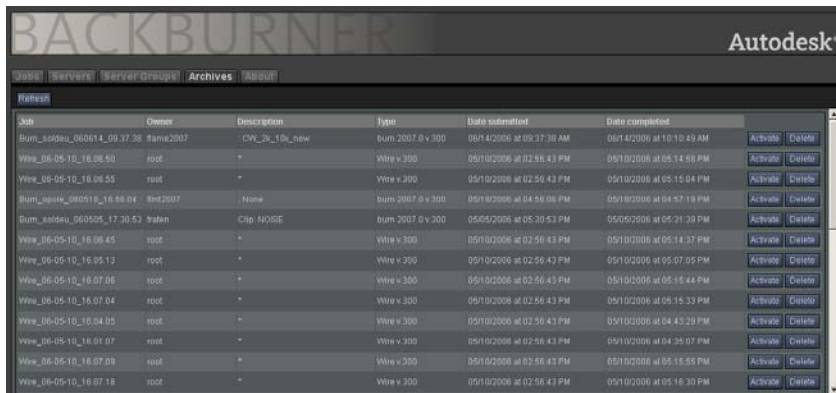 BACKBURNER
Autodesk
Jobs Servers Server Groups Archives About
Refresh
Job Owner Description Type Date submitted Date completed
Burn_soldeu_060614_09.37.38 flame2007 : CW_2k_10x_new burn 2007.0 v.300 06/14/2006 at 09:37:38 AM 06/14/2006 at 10:10:49 AM Activate Delete
Wire_06-05-10_16.06.50 root * Wire v.300 05/10/2006 at 02:56:43 PM 05/10/2006 at 05:14:58 PM Activate Delete
Wire_06-05-10_16.06.55 root * Wire v.300 05/10/2006 at 02:56:43 PM 05/10/2006 at 05:15:04 PM Activate Delete
Burn_opole_060518_16.56.04 flint2007 : None burn 2007.0 v.300 05/18/2006 at 04:56:06 PM 05/18/2006 at 04:57:19 PM Activate Delete
Burn_soldeu_060505_17.30.53 fraten Clip: NOISE burn 2007.0 v.300 05/05/2006 at 05:30:53 PM 05/05/2006 at 05:31:39 PM Activate Delete
Wire_06-05-10_16.06.45 root * Wire v.300 05/10/2006 at 02:56:43 PM 05/10/2006 at 05:14:37 PM Activate Delete
Wire_06-05-10_16.05.13 root * Wire v.300 05/10/2006 at 02:56:43 PM 05/10/2006 at 05:07:05 PM Activate Delete
Wire_06-05-10_16.07.06 root * Wire v.300 05/10/2006 at 02:56:43 PM 05/10/2006 at 05:15:44 PM Activate Delete
Wire_06-05-10_16.07.04 root * Wire v.300 05/10/2006 at 02:56:43 PM 05/10/2006 at 05:15:33 PM Activate Delete
Wire_06-05-10_16.04.05 root * Wire v.300 05/10/2006 at 02:56:43 PM 05/10/2006 at 04:43:29 PM Activate Delete
Wire_06-05-10_16.01.07 root * Wire v.300 05/10/2006 at 02:56:43 PM 05/10/2006 at 04:35:07 PM Activate Delete
Wire_06-05-10_16.07.09 root * Wire v.300 05/10/2006 at 02:56:43 PM 05/10/2006 at 05:15:55 PM Activate Delete
Wire_06-05-10_16.07.18 root * Wire v.300 05/10/2006 at 02:56:43 PM 05/10/2006 at 05:16:30 PM Activate Delete